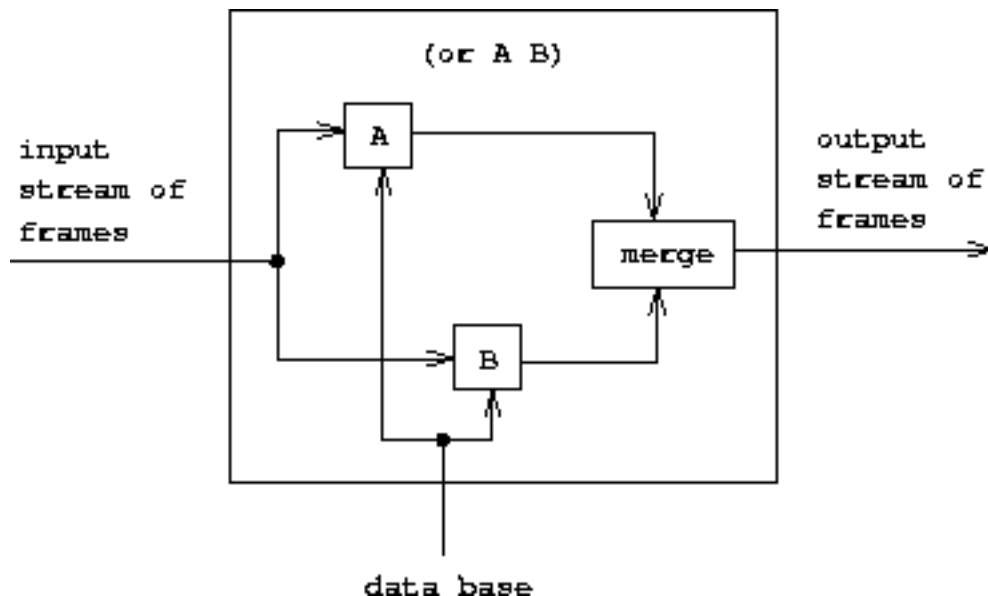 (or A B)
input
stream of
frames
A
output
stream of
frames
merge
B
data base